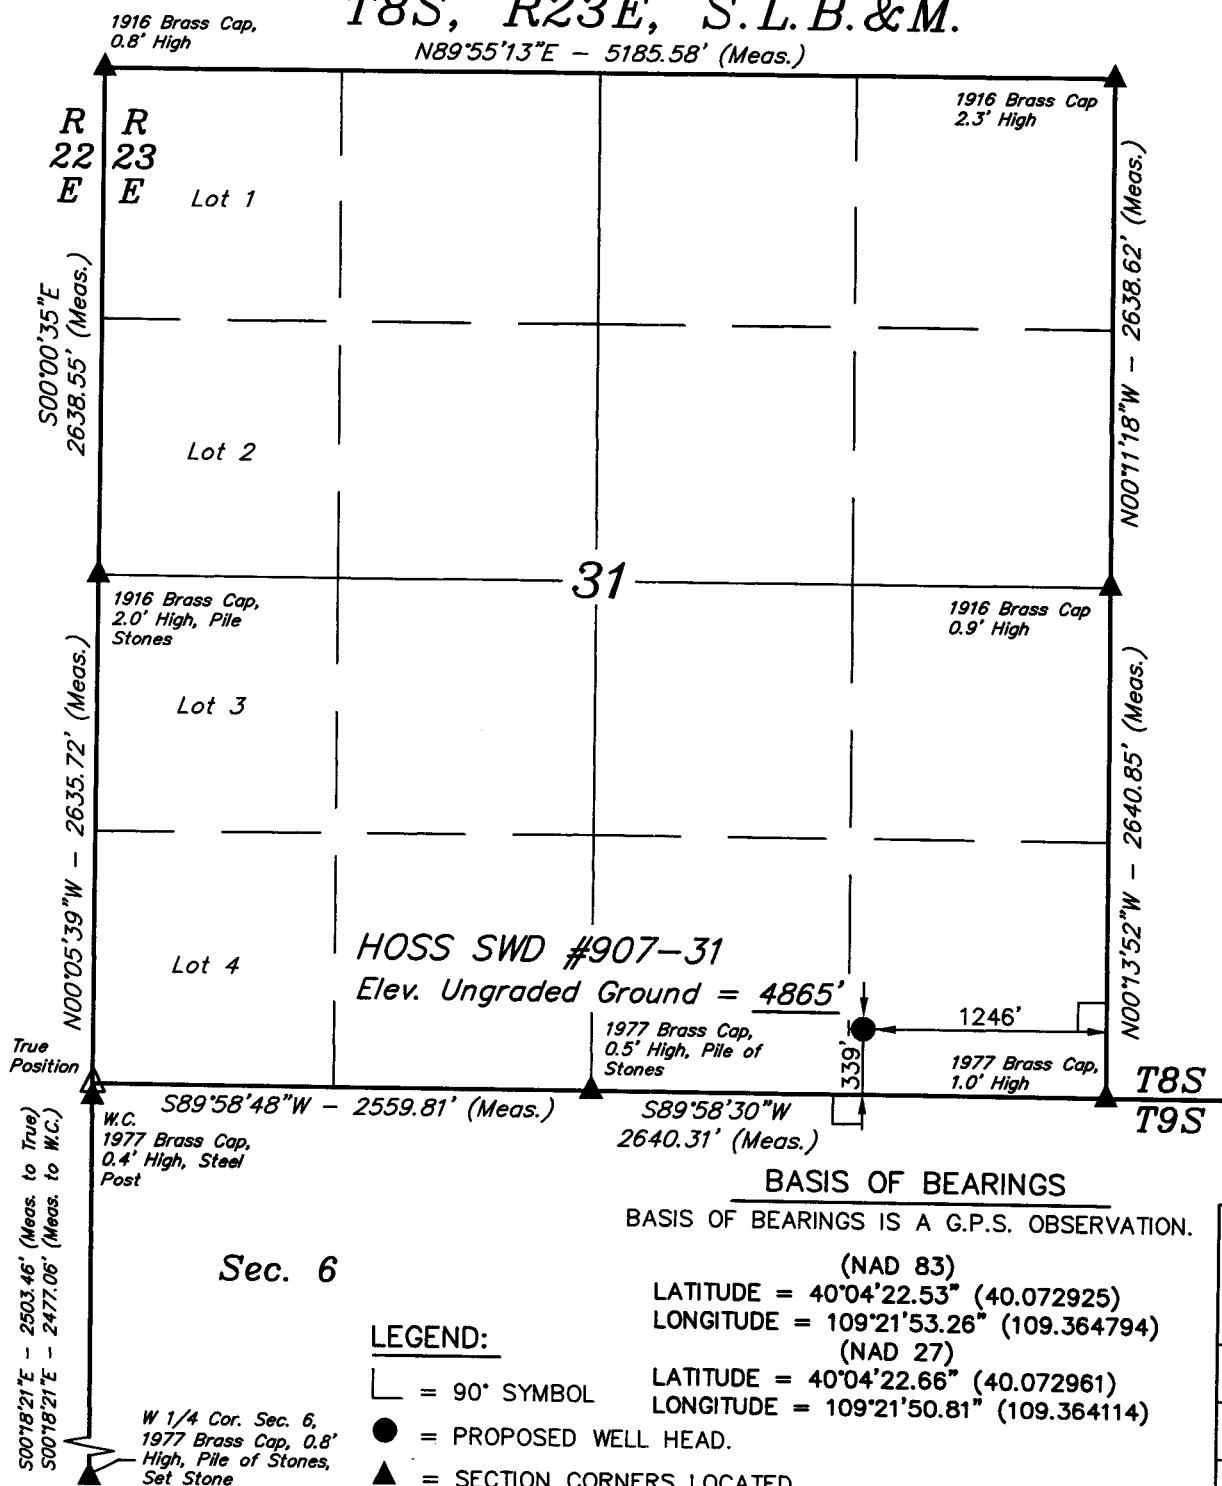 T8S, R23E, S.L.B.&M.
1916 Brass Cap,
0.8' High
N89°55'13"E - 5185.58' (Meas.)
1916 Brass Cap
2.3' High
R R
22 23
E E
Lot 1
S00°00'35"E
2638.55' (Meas.)
N00°11'18"W - 2638.62' (Meas.)
Lot 2
31
1916 Brass Cap,
2.0' High, Pile
Stones
1916 Brass Cap
0.9' High
Lot 3
N00°05'39"W - 2635.72' (Meas.)
N00°13'52"W - 2640.85' (Meas.)
Lot 4
HOSS SWD #907-31
Elev. Ungraded Ground = 4865'
1977 Brass Cap,
0.5' High, Pile of
Stones
339'
1246'
1977 Brass Cap,
1.0' High
True
Position
T8S
T9S
S89°58'48"W - 2559.81' (Meas.)
S89°58'30"W
2640.31' (Meas.)
W.C.
1977 Brass Cap,
0.4' High, Steel
Post
S00°18'21"E - 2503.46' (Meas. to True)
S00°18'21"E - 2477.06' (Meas. to W.C.)
Sec. 6
BASIS OF BEARINGS
BASIS OF BEARINGS IS A G.P.S. OBSERVATION.
(NAD 83)
LATITUDE = 40°04'22.53" (40.072925)
LONGITUDE = 109°21'53.26" (109.364794)
(NAD 27)
LATITUDE = 40°04'22.66" (40.072961)
LONGITUDE = 109°21'50.81" (109.364114)
LEGEND:
= 90° SYMBOL
= PROPOSED WELL HEAD.
= SECTION CORNERS LOCATED
W 1/4 Cor. Sec. 6,
1977 Brass Cap, 0.8'
High, Pile of Stones,
Set Stone